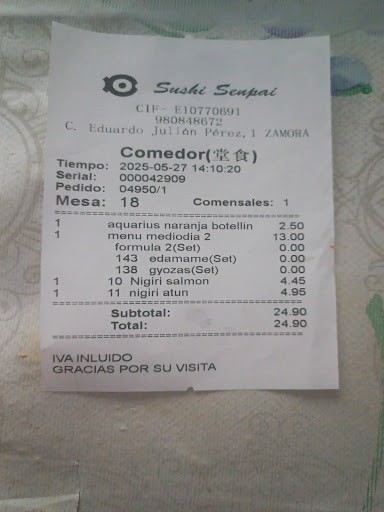 Sushi Senpai
CIF- E10770691
980848672
C. Eduardo Julián Pérez,1 ZAMORA
Comedor(堂食)
Tiempo: 2025-05-27 14:10:20
Serial: 000042909
Pedido: 04950/1
Mesa: 18 Comensales: 1
1 aquarius naranja botellin 2.50
1 menu mediodia 2 13.00
formula 2(Set) 0.00
143 edamame(Set) 0.00
138 gyozas(Set) 0.00
1 10 Nigiri salmon 4.45
1 11 nigiri atun 4.95
Subtotal: 24.90
Total: 24.90
IVA INLUIDO
GRACIAS POR SU VISITA